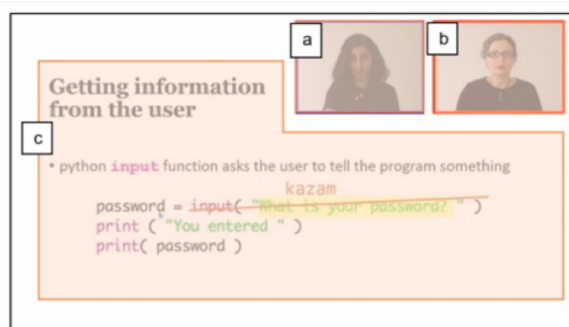 a
b
Getting information
from the user
c
• python input function asks the user to tell the program something
kazam
password = input( "What is your password? " )
print ( "You entered " )
print( password )